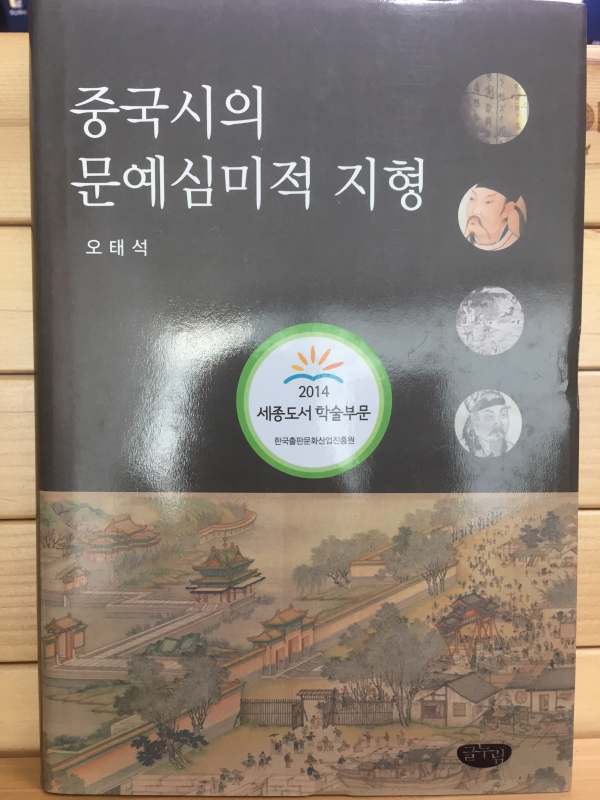 중국시의
문예심미적 지형
오태석
2014
세종도서 학술부문
한국출판문화산업진흥원
글누림